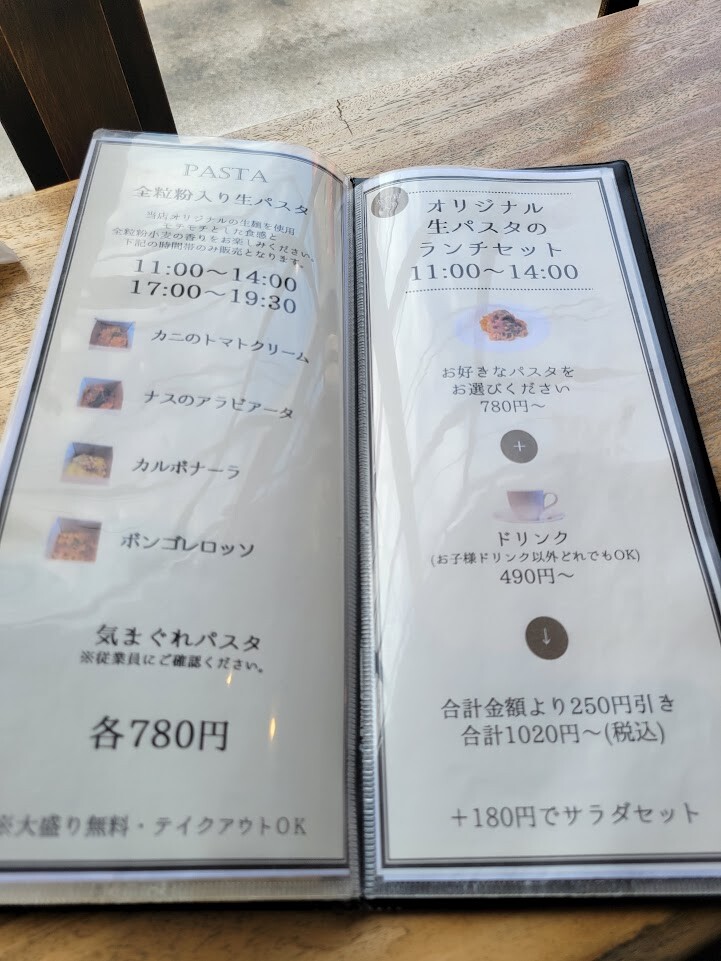 PASTA
全粒粉入り生パスタ
当店オリジナルの生麺を使用
モチモチとした食感と
全粒粉小麦の香りをお楽しみください。
下記の時間帯のみ販売となります。
11:00〜14:00
17:00〜19:30
カニのトマトクリーム
ナスのアラビアータ
カルボナーラ
ボンゴレロッソ
気まぐれパスタ
※従業員にご確認ください。
各780円
※大盛り無料・テイクアウトOK
オリジナル
生パスタの
ランチセット
11:00〜14:00
お好きなパスタを
お選びください
780円〜
+
ドリンク
(お子様ドリンク以外どれでもOK)
490円〜
↓
合計金額より250円引き
合計1020円〜(税込)
+180円でサラダセット